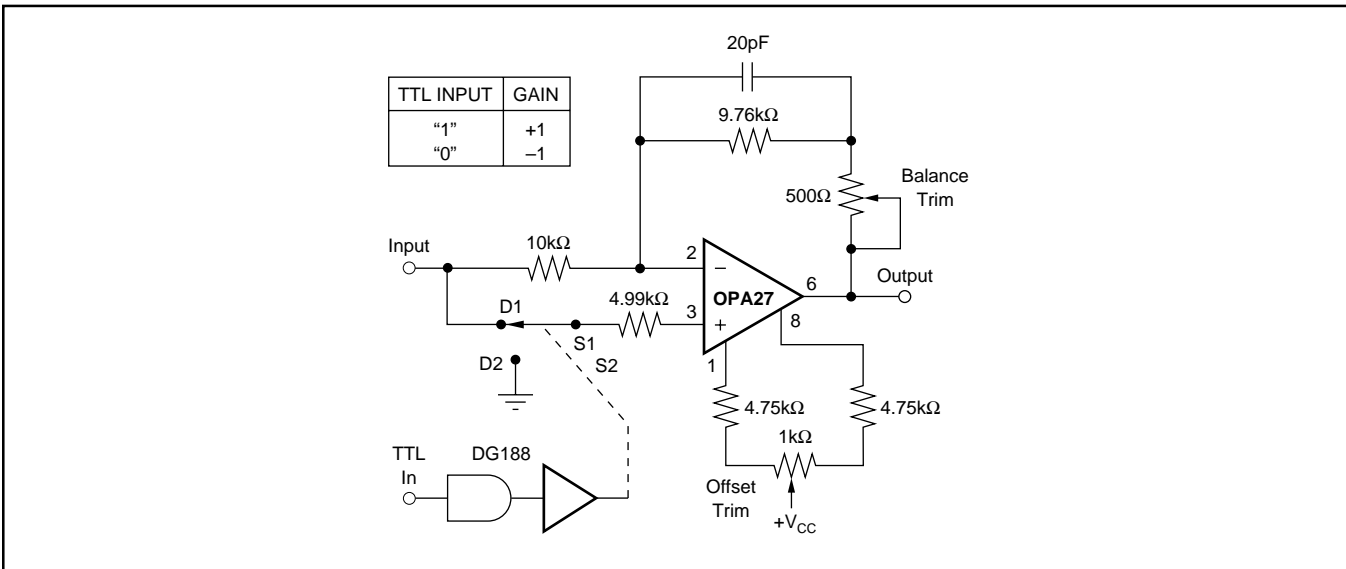 20pF
TTL INPUT GAIN
“1” +1
“0” –1
9.76kΩ
500Ω
Balance
Trim
Input
10kΩ
2
–
OPA27
6
Output
D1
4.99kΩ
3
+
8
S1
D2
S2
1
4.75kΩ
4.75kΩ
TTL
In
DG188
1kΩ
Offset
Trim
+VCC